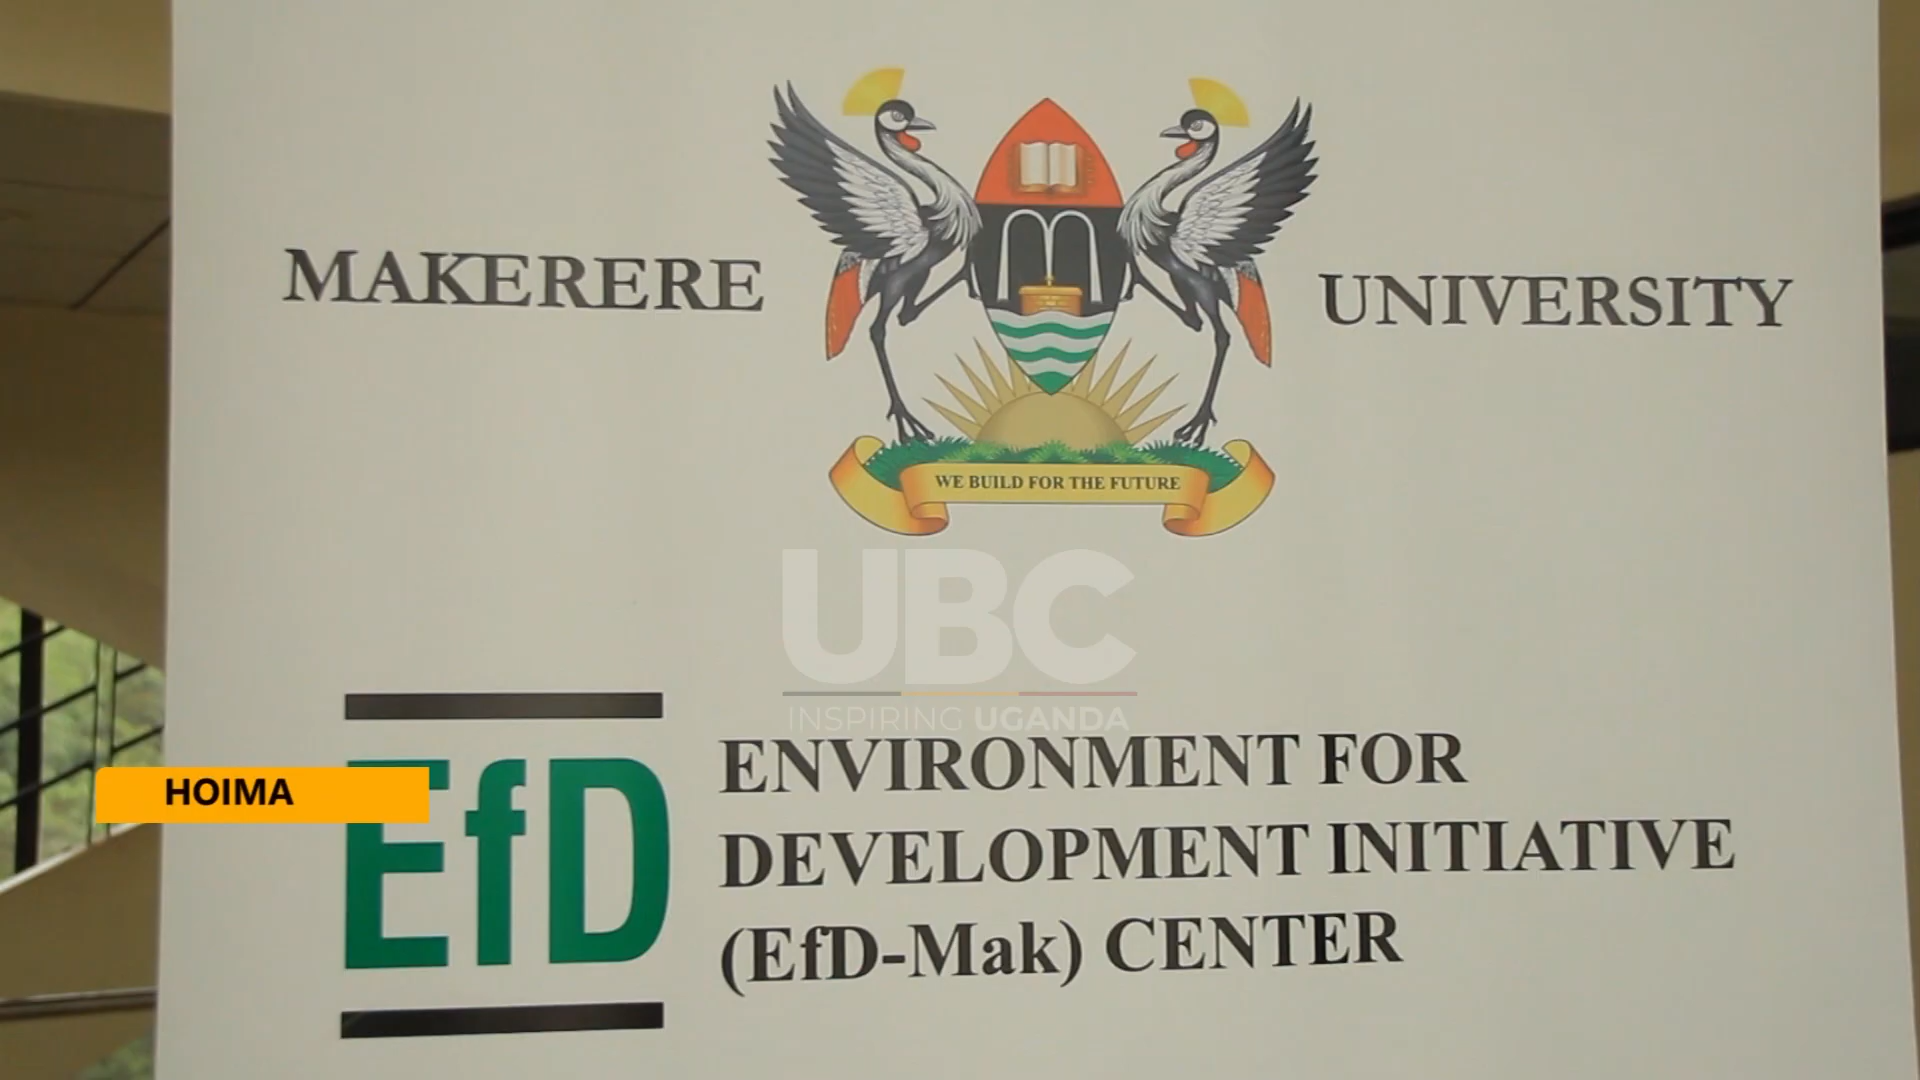 MAKERERE UNIVERSITY
WE BUILD FOR THE FUTURE
UBC
INSPIRING UGANDA
HOIMA
EfD
ENVIRONMENT FOR
DEVELOPMENT INITIATIVE
(EfD-Mak) CENTER